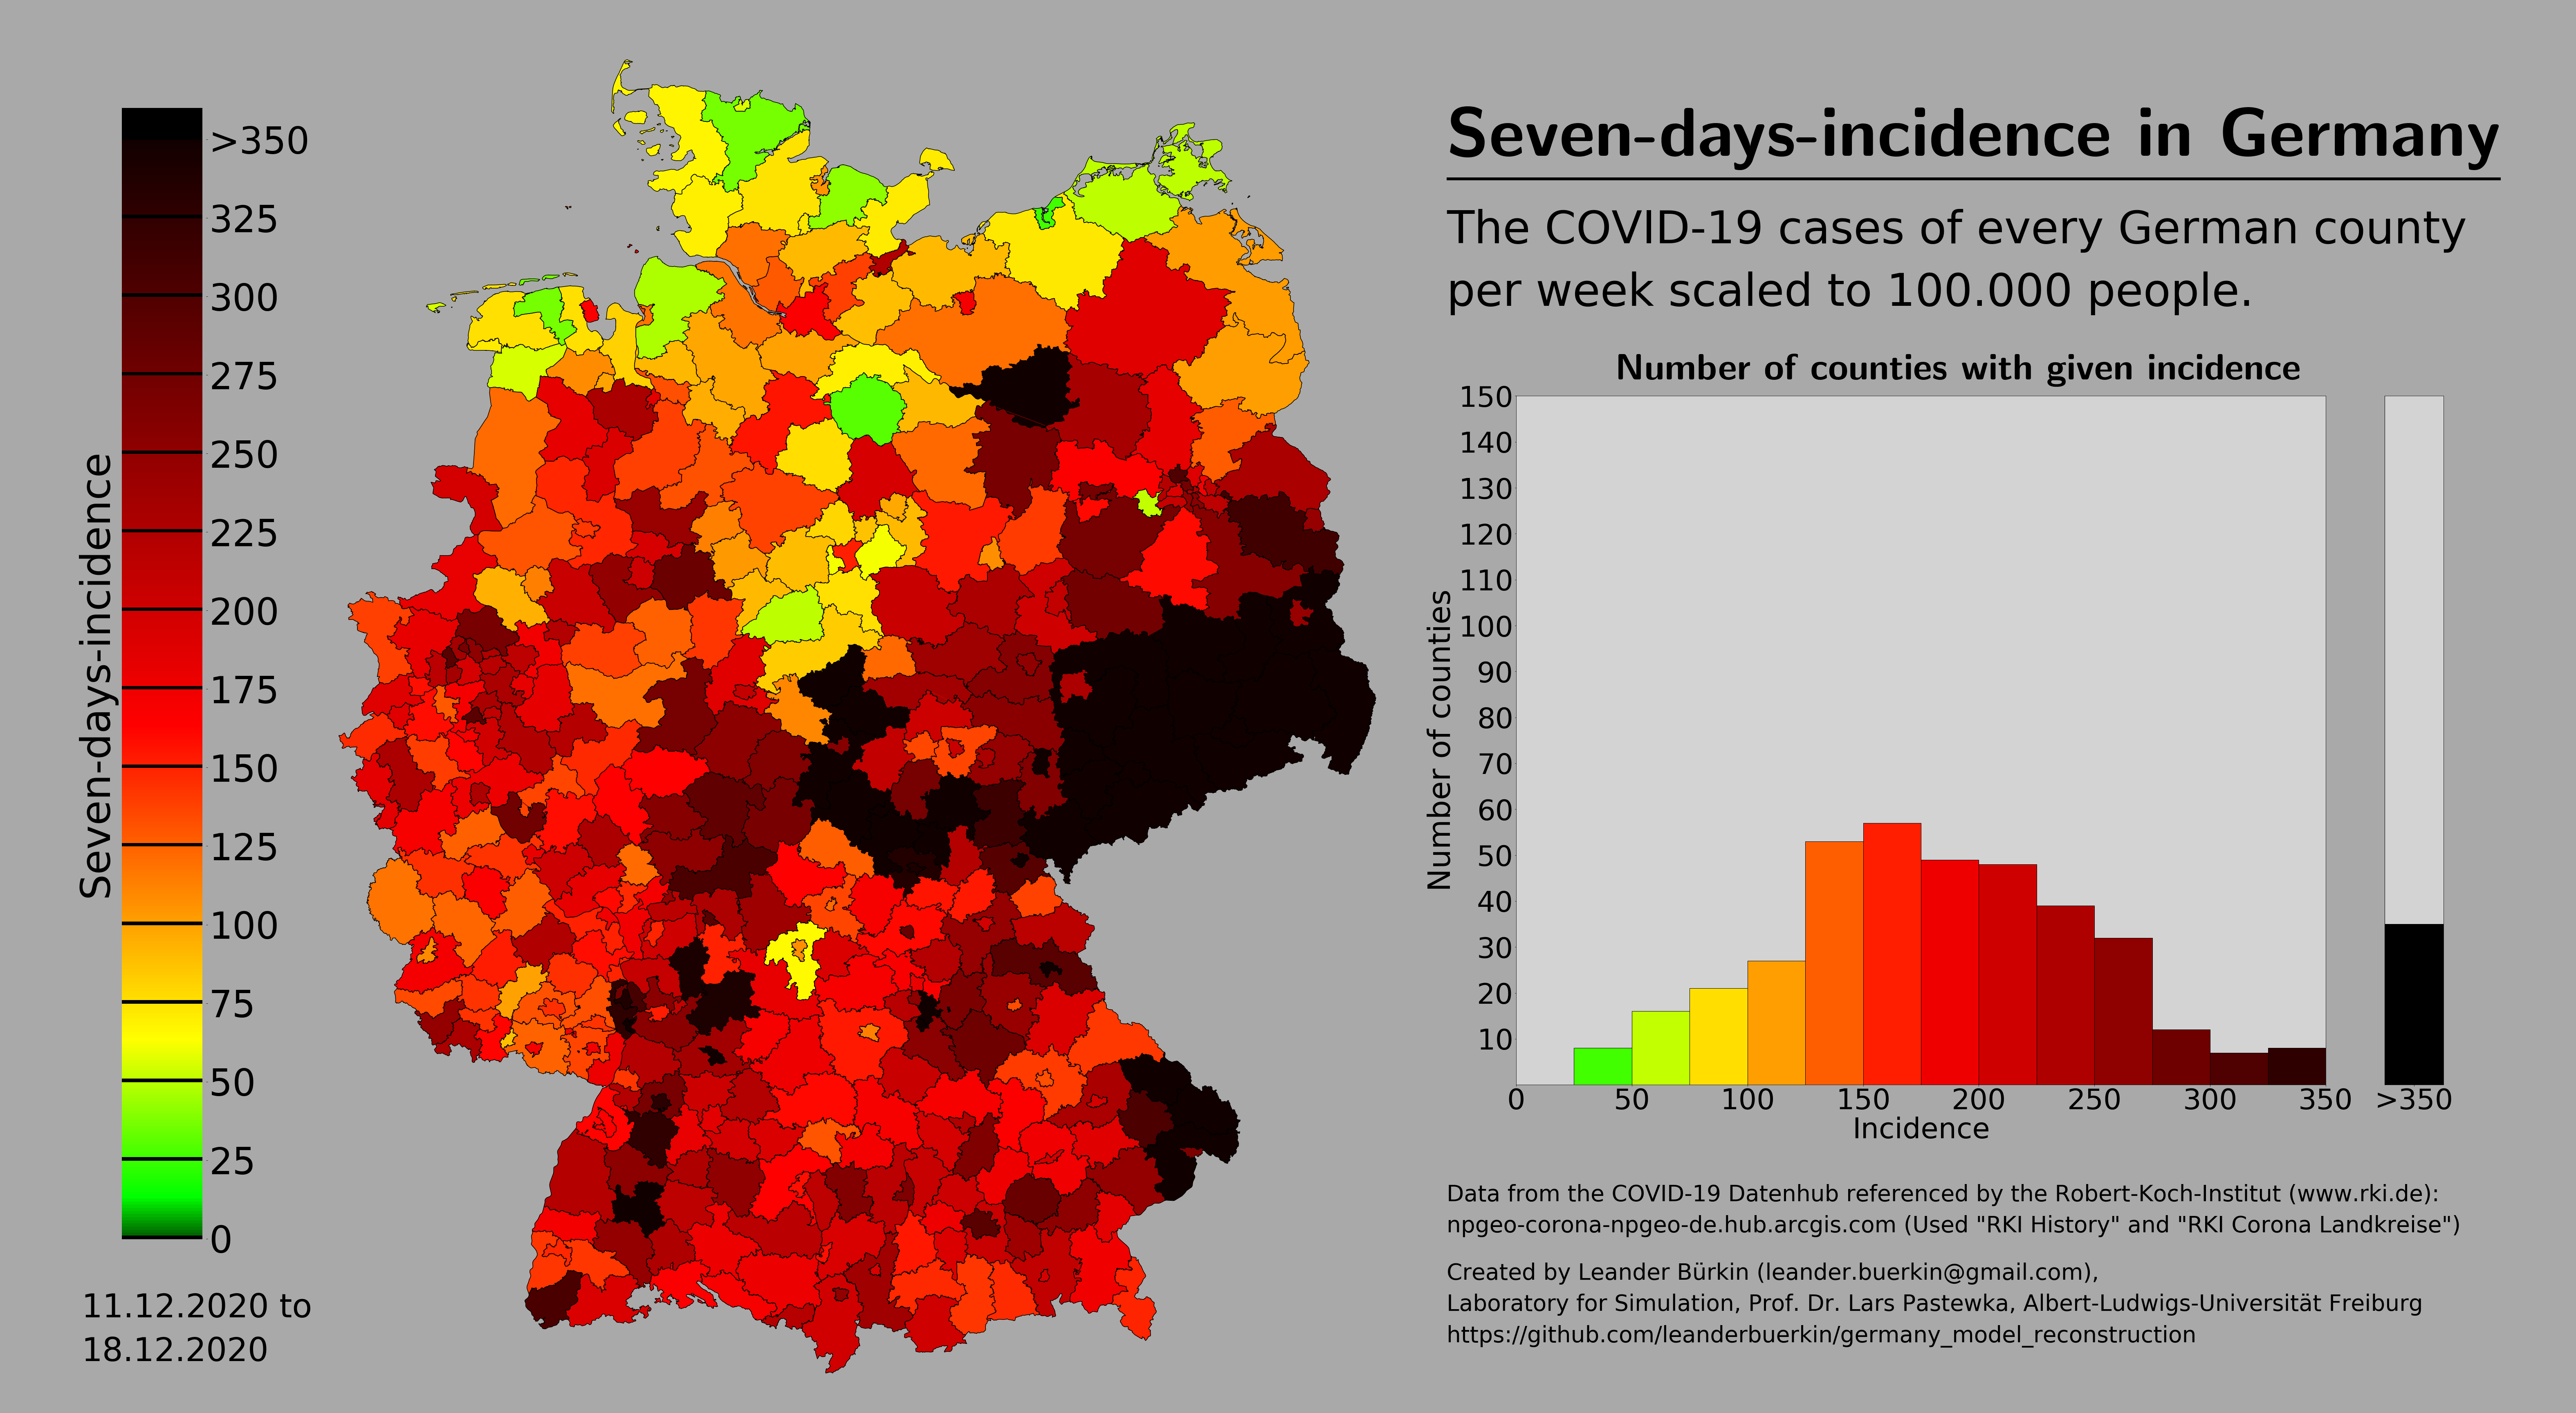 Seven-days-incidence in Germany
The COVID-19 cases of every German county
per week scaled to 100.000 people.
Seven-days-incidence
>350
325
300
275
250
225
200
175
150
125
100
75
50
25
0
11.12.2020 to
18.12.2020
Number of counties with given incidence
Number of counties
150
140
130
120
110
100
90
80
70
60
50
40
30
20
10
0 50 100 150 200 250 300 350 >350
Incidence
Data from the COVID-19 Datenhub referenced by the Robert-Koch-Institut (www.rki.de):
npgeo-corona-npgeo-de.hub.arcgis.com (Used "RKI History" and "RKI Corona Landkreise")
Created by Leander Bürkin (leander.buerkin@gmail.com),
Laboratory for Simulation, Prof. Dr. Lars Pastewka, Albert-Ludwigs-Universität Freiburg
https://github.com/leanderbuerkin/germany_model_reconstruction